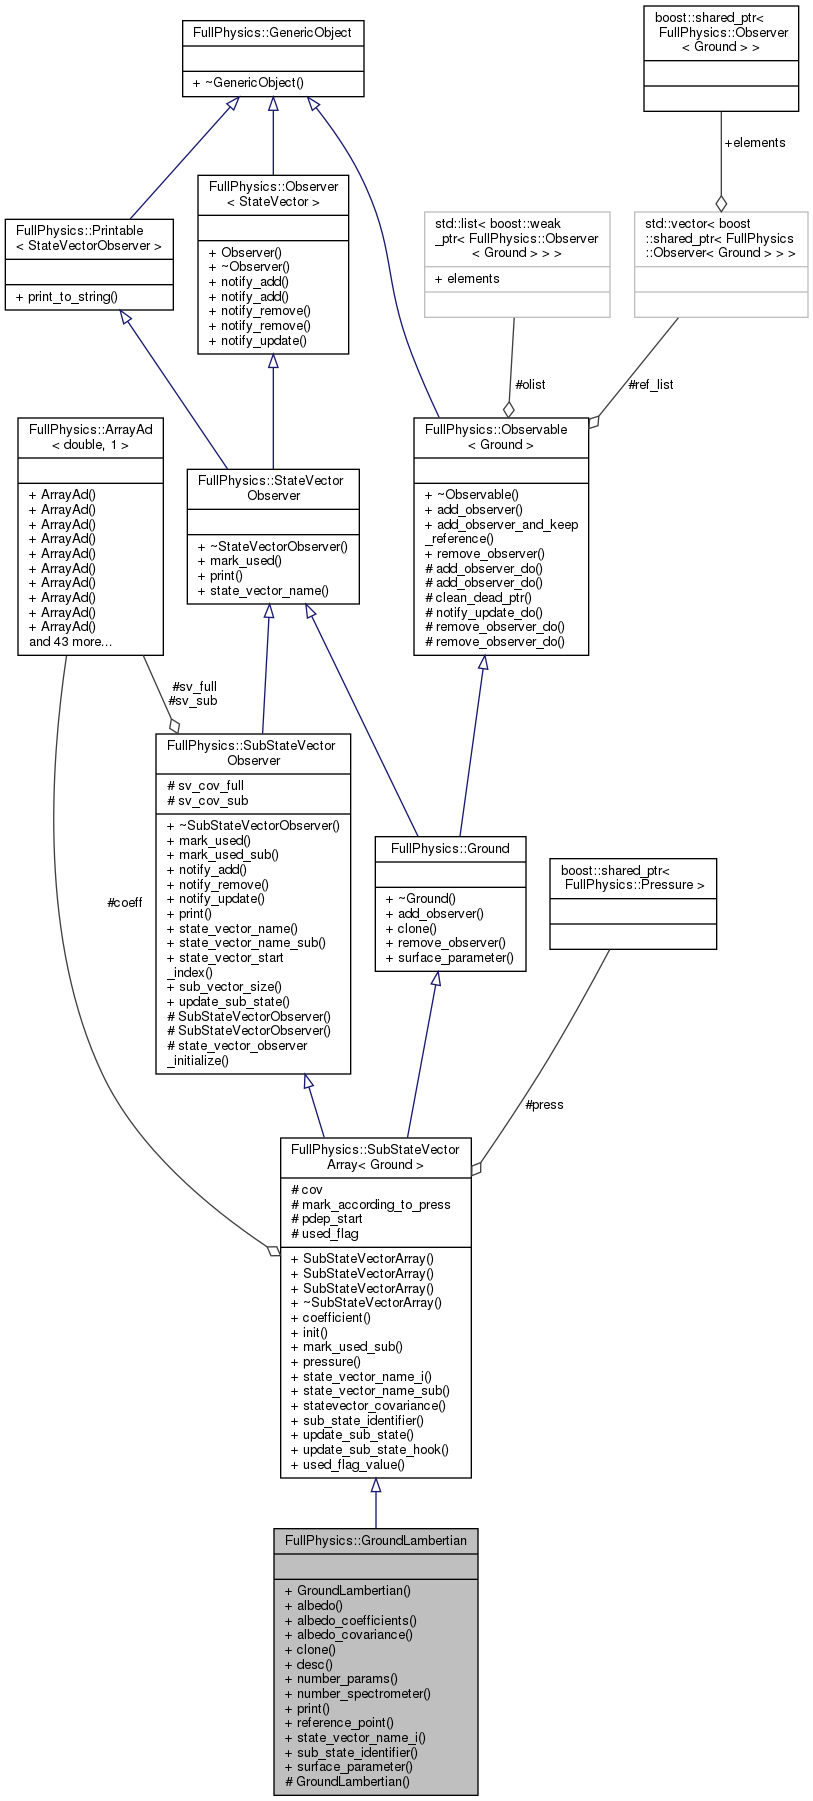 FullPhysics::GenericObject
+ ~GenericObject()
boost::shared_ptr<
FullPhysics::Observer
< Ground > >
+elements
FullPhysics::Printable
< StateVectorObserver >
+ print_to_string()
FullPhysics::Observer
< StateVector >
+ Observer()
+ ~Observer()
+ notify_add()
+ notify_add()
+ notify_remove()
+ notify_remove()
+ notify_update()
std::list< boost::weak
_ptr< FullPhysics::Observer
< Ground > > >
+ elements
std::vector< boost
::shared_ptr< FullPhysics
::Observer< Ground > > >
#olist
#ref_list
FullPhysics::ArrayAd
< double, 1 >
+ ArrayAd()
+ ArrayAd()
+ ArrayAd()
+ ArrayAd()
+ ArrayAd()
+ ArrayAd()
+ ArrayAd()
+ ArrayAd()
+ ArrayAd()
+ ArrayAd()
and 43 more...
FullPhysics::StateVector
Observer
+ ~StateVectorObserver()
+ mark_used()
+ print()
+ state_vector_name()
FullPhysics::Observable
< Ground >
+ ~Observable()
+ add_observer()
+ add_observer_and_keep
_reference()
+ remove_observer()
# add_observer_do()
# add_observer_do()
# clean_dead_ptr()
# notify_update_do()
# remove_observer_do()
# remove_observer_do()
#sv_full
#sv_sub
FullPhysics::SubStateVector
Observer
# sv_cov_full
# sv_cov_sub
+ ~SubStateVectorObserver()
+ mark_used()
+ mark_used_sub()
+ notify_add()
+ notify_remove()
+ notify_update()
+ print()
+ state_vector_name()
+ state_vector_name_sub()
+ state_vector_start
_index()
+ sub_vector_size()
+ update_sub_state()
# SubStateVectorObserver()
# SubStateVectorObserver()
# state_vector_observer
_initialize()
FullPhysics::Ground
+ ~Ground()
+ add_observer()
+ clone()
+ remove_observer()
+ surface_parameter()
boost::shared_ptr<
FullPhysics::Pressure >
#coeff
#press
FullPhysics::SubStateVector
Array< Ground >
# cov
# mark_according_to_press
# pdep_start
# used_flag
+ SubStateVectorArray()
+ SubStateVectorArray()
+ SubStateVectorArray()
+ ~SubStateVectorArray()
+ coefficient()
+ init()
+ mark_used_sub()
+ pressure()
+ state_vector_name_i()
+ state_vector_name_sub()
+ statevector_covariance()
+ sub_state_identifier()
+ update_sub_state()
+ update_sub_state_hook()
+ used_flag_value()
FullPhysics::GroundLambertian
+ GroundLambertian()
+ albedo()
+ albedo_coefficients()
+ albedo_covariance()
+ clone()
+ desc()
+ number_params()
+ number_spectrometer()
+ print()
+ reference_point()
+ state_vector_name_i()
+ sub_state_identifier()
+ surface_parameter()
# GroundLambertian()